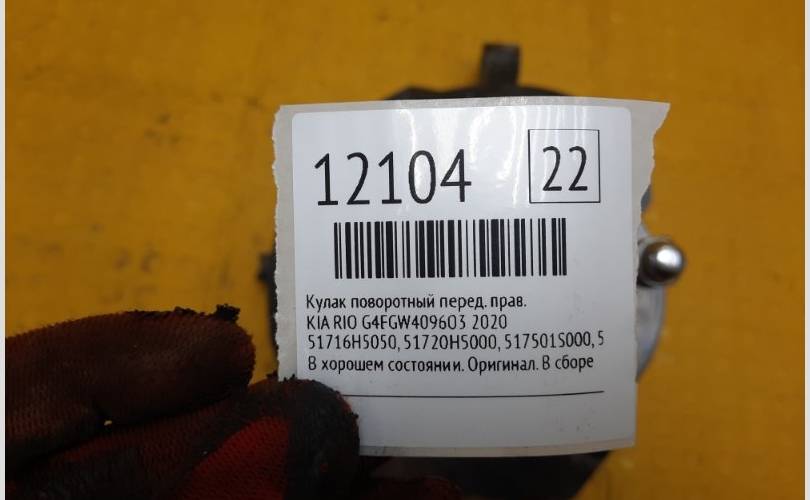 12104
22
Кулак поворотный перед. прав.
KIA RIO G4FGW409603 2020
51716H5050, 51720H5000, 517501S000, 5
В хорошем состоянии. Оригинал. В сборе